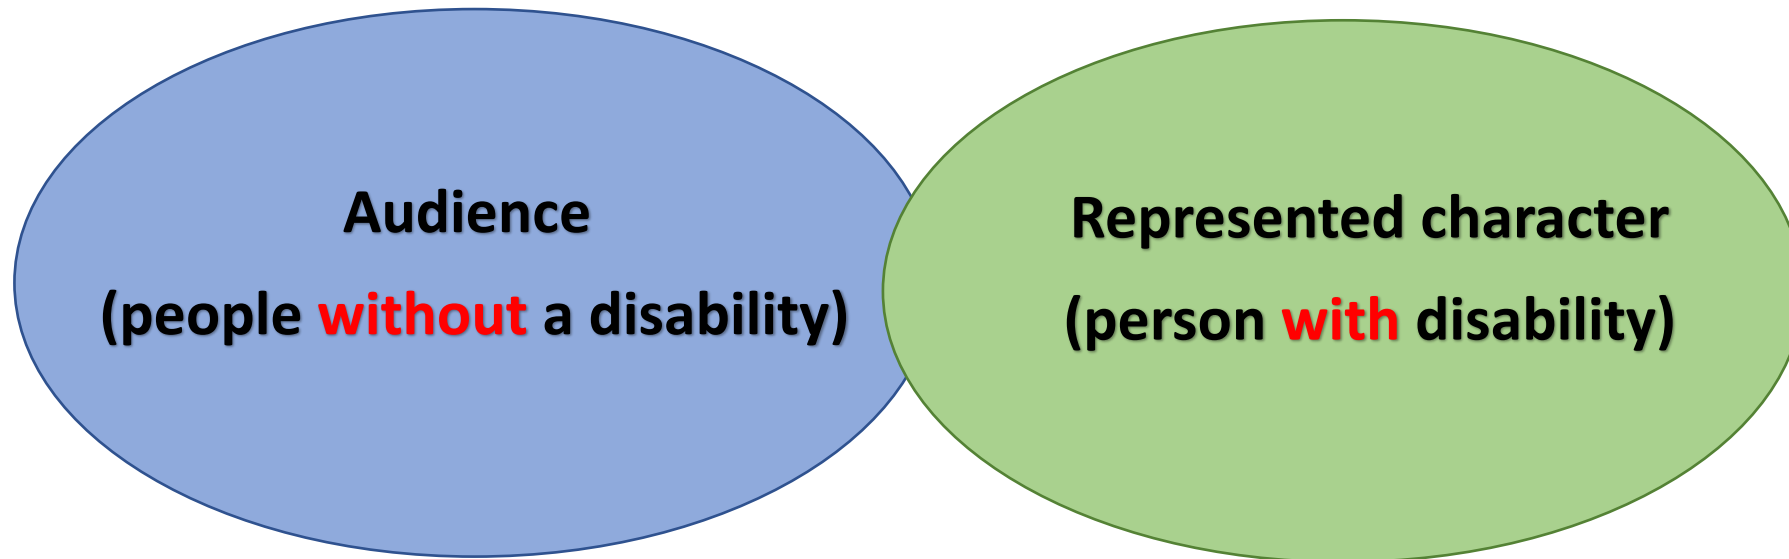 Audience
(people without a disability)
Represented character
(person with disability)